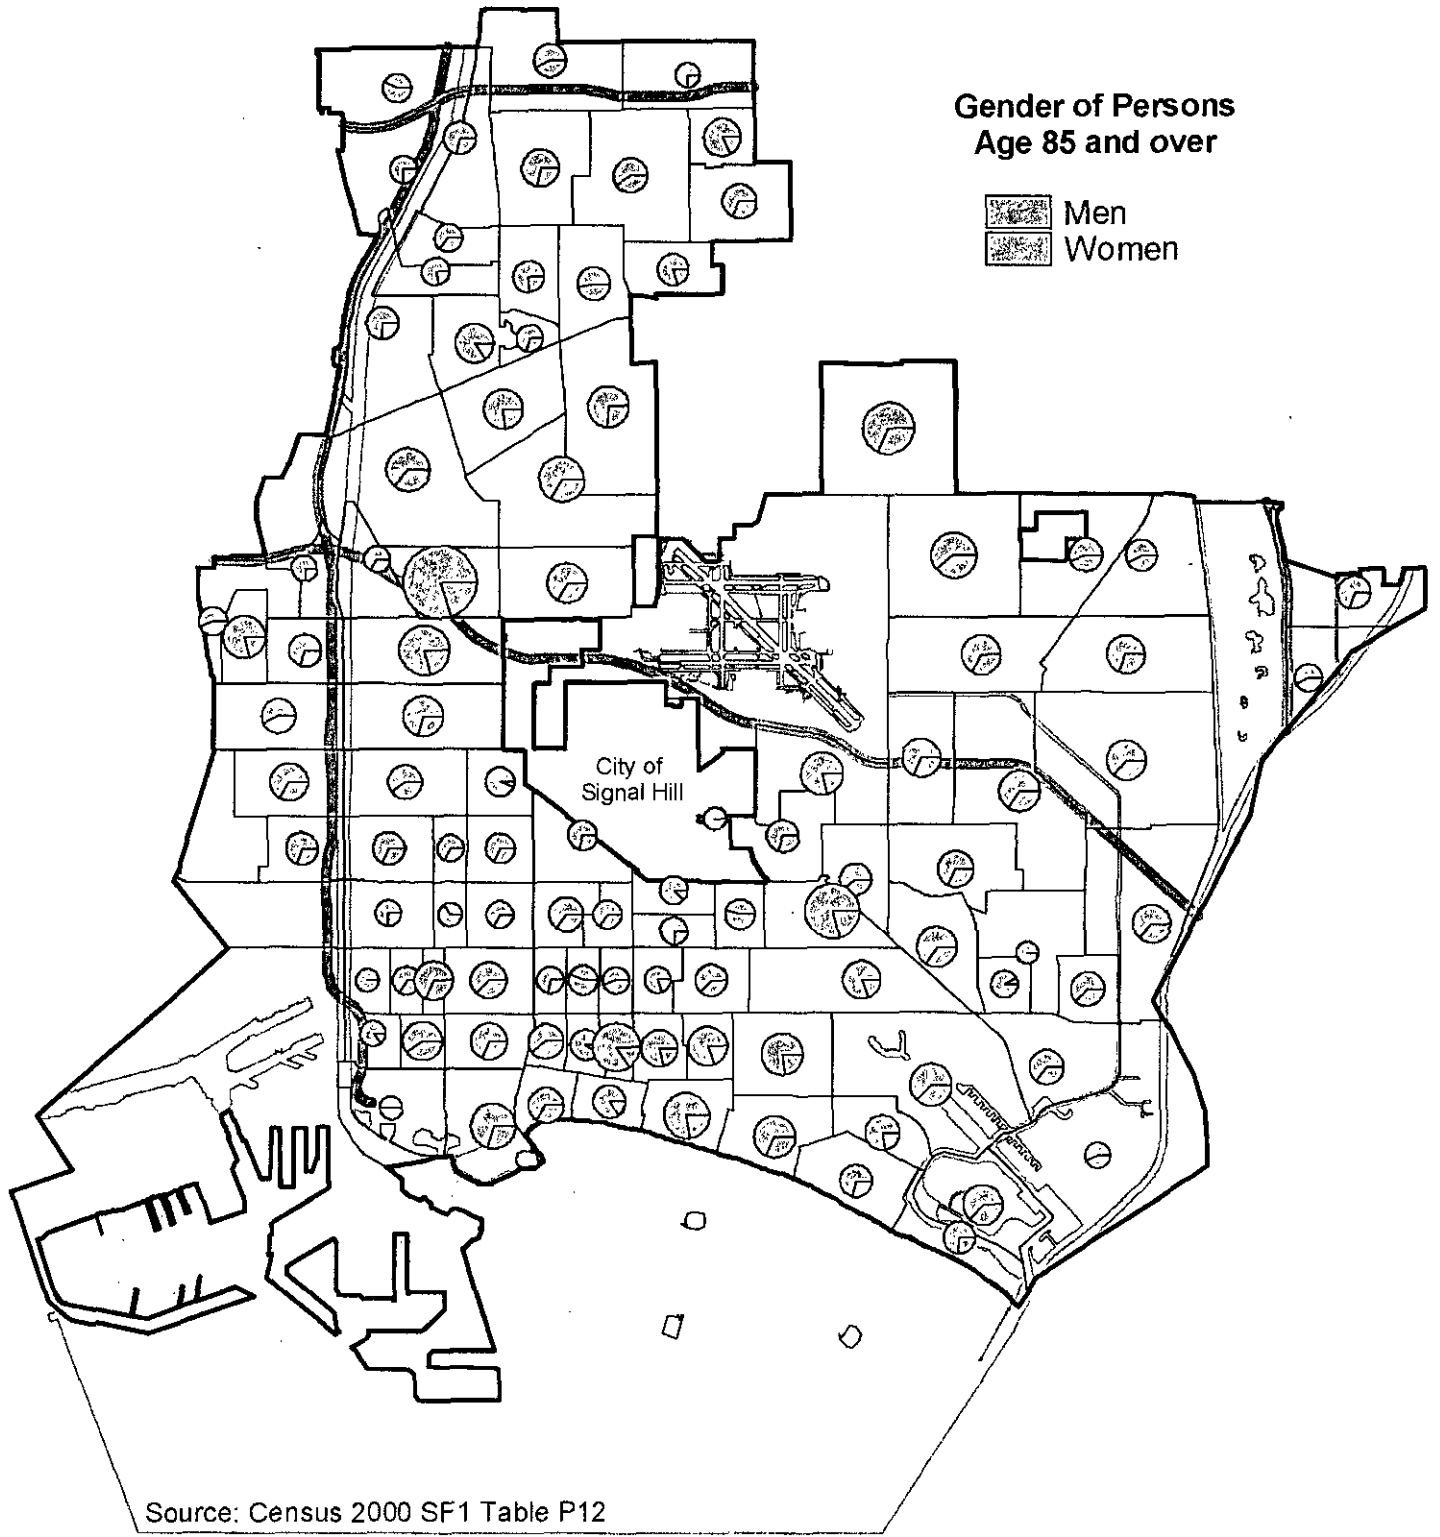 Gender of Persons
Age 85 and over
Men
Women
City of
Signal Hill
Source: Census 2000 SF1 Table P12